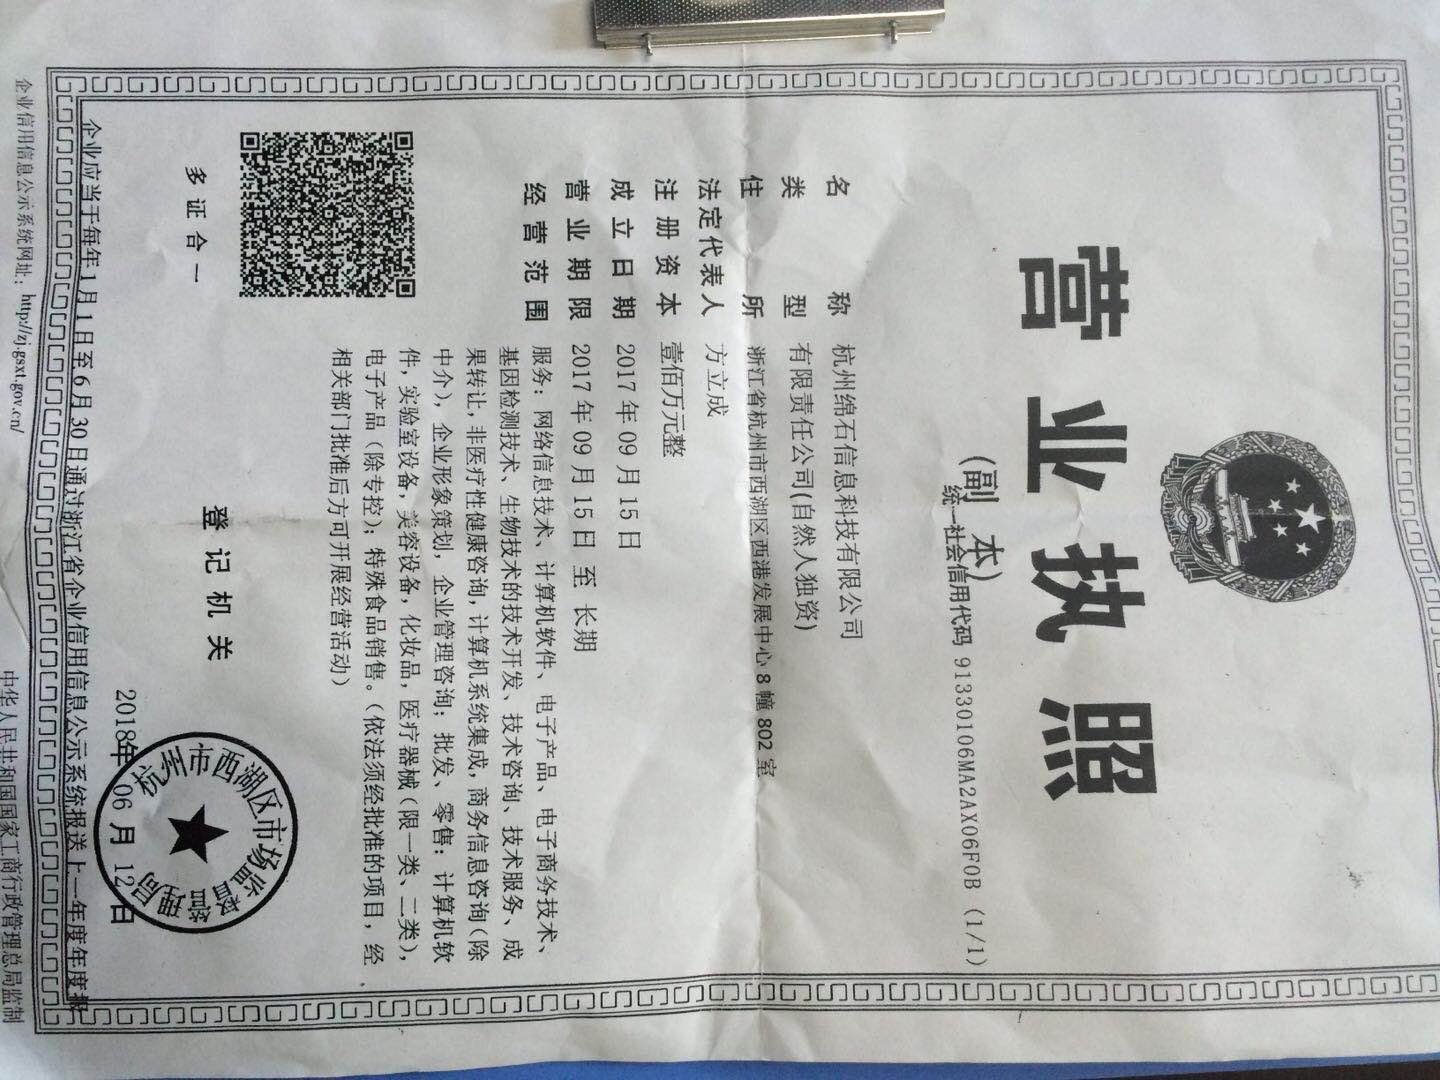 营业执照
(副 本)
统一社会信用代码 91330106MA2AX06F0B (1/1)
名 称 杭州绵石信息科技有限公司
类 型 有限责任公司(自然人独资)
住 所 浙江省杭州市西湖区西港发展中心8幢802室
法定代表人 方立成
注册资本 壹佰万元整
成立日期 2017年09月15日
营业期限 2017年09月15日 至 长期
经营范围 服务：网络信息技术、计算机软件、电子产品、电子商务技术、
基因检测技术、生物技术的技术开发、技术咨询、技术服务、成
果转让，非医疗性健康咨询，计算机系统集成，商务信息咨询（除
中介），企业形象策划，企业管理咨询；批发、零售：计算机软
件，实验室设备，美容设备，化妆品，医疗器械（限一类、二类），
电子产品（除专控）；特殊食品销售。（依法须经批准的项目，经
相关部门批准后方可开展经营活动）
多证合一
登记机关
杭州市西湖区市场监督管理局
2018年06月12日
企业应当于每年1月1日至6月30日通过浙江省企业信用信息公示系统报送上一年度年度报
企业信用信息公示系统网址：http://zj.gsxt.gov.cn/
中华人民共和国国家工商行政管理总局监制